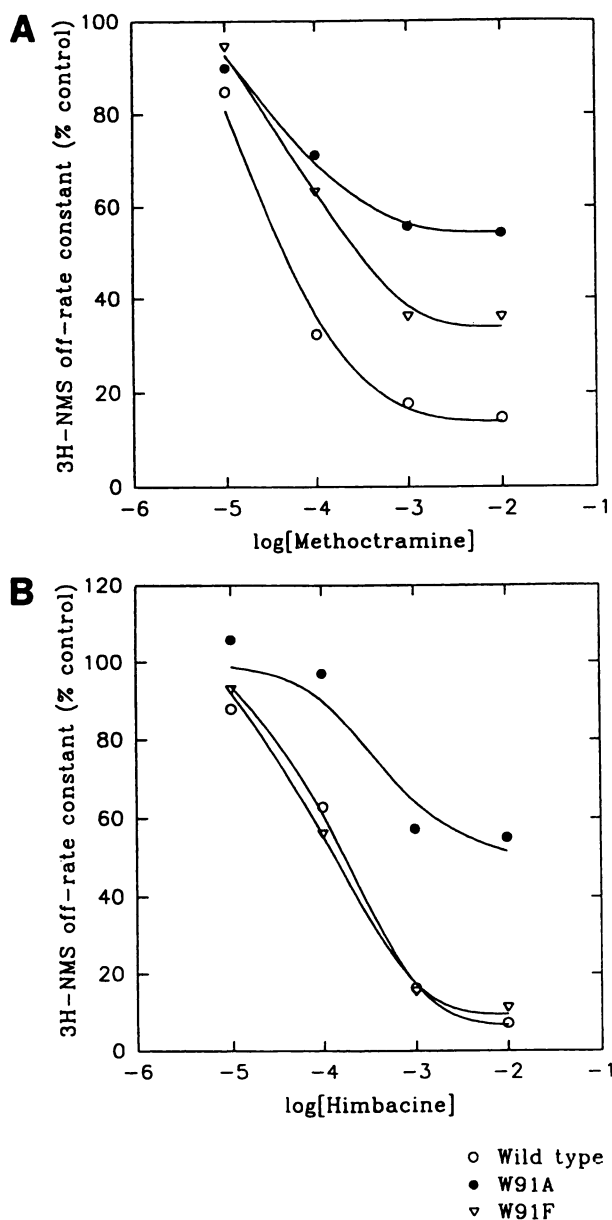 A
3H-NMS off-rate constant (% control)
100
80
60
40
20
0
−6 −5 −4 −3 −2 −1
log[Methoctramine]
B
3H-NMS off-rate constant (% control)
120
100
80
60
40
20
0
−6 −5 −4 −3 −2 −1
log[Himbacine]
Wild type
W91A
W91F